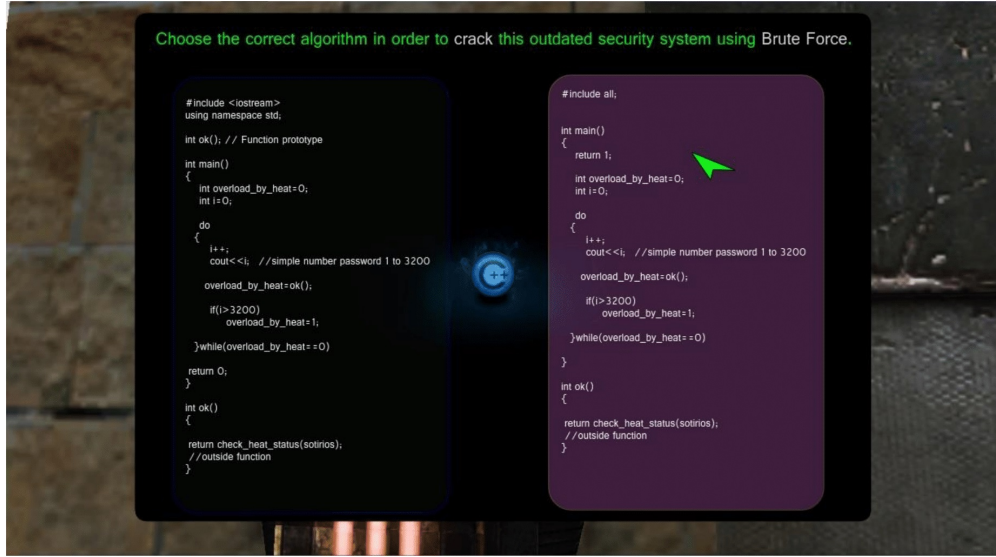 Choose the correct algorithm in order to crack this outdated security system using Brute Force.
#include <iostream>
using namespace std;
int ok(); // Function prototype
int main()
{
int overload_by_heat=0;
int i=0;
do
{
i++;
cout<<i; //simple number password 1 to 3200
overload_by_heat=ok();
if(i>3200)
overload_by_heat=1;
}while(overload_by_heat==0)
return 0;
}
int ok()
{
return check_heat_status(sotirios);
//outside function
}
C++
#include all;
int main()
{
return 1;
int overload_by_heat=0;
int i=0;
do
{
i++;
cout<<i; //simple number password 1 to 3200
overload_by_heat=ok();
if(i>3200)
overload_by_heat=1;
}while(overload_by_heat==0)
}
int ok()
{
return check_heat_status(sotirios);
//outside function
}